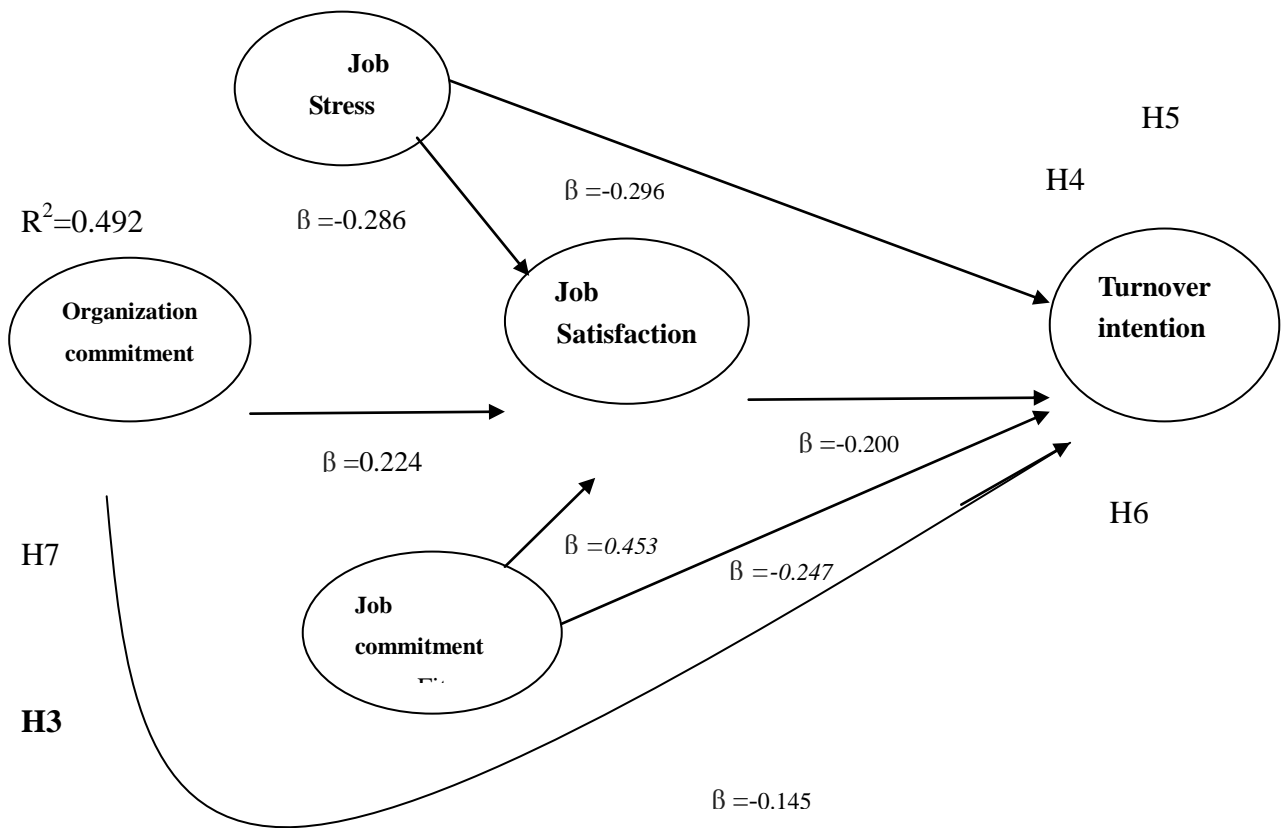 Job
Stress
H5
H4
β =-0.296
R²=0.492
β =-0.286
Organization
commitment
Job
Satisfaction
Turnover
intention
β =0.224
β =-0.200
H6
H7
β =0.453
β =-0.247
Job
commitment
H3
β =-0.145